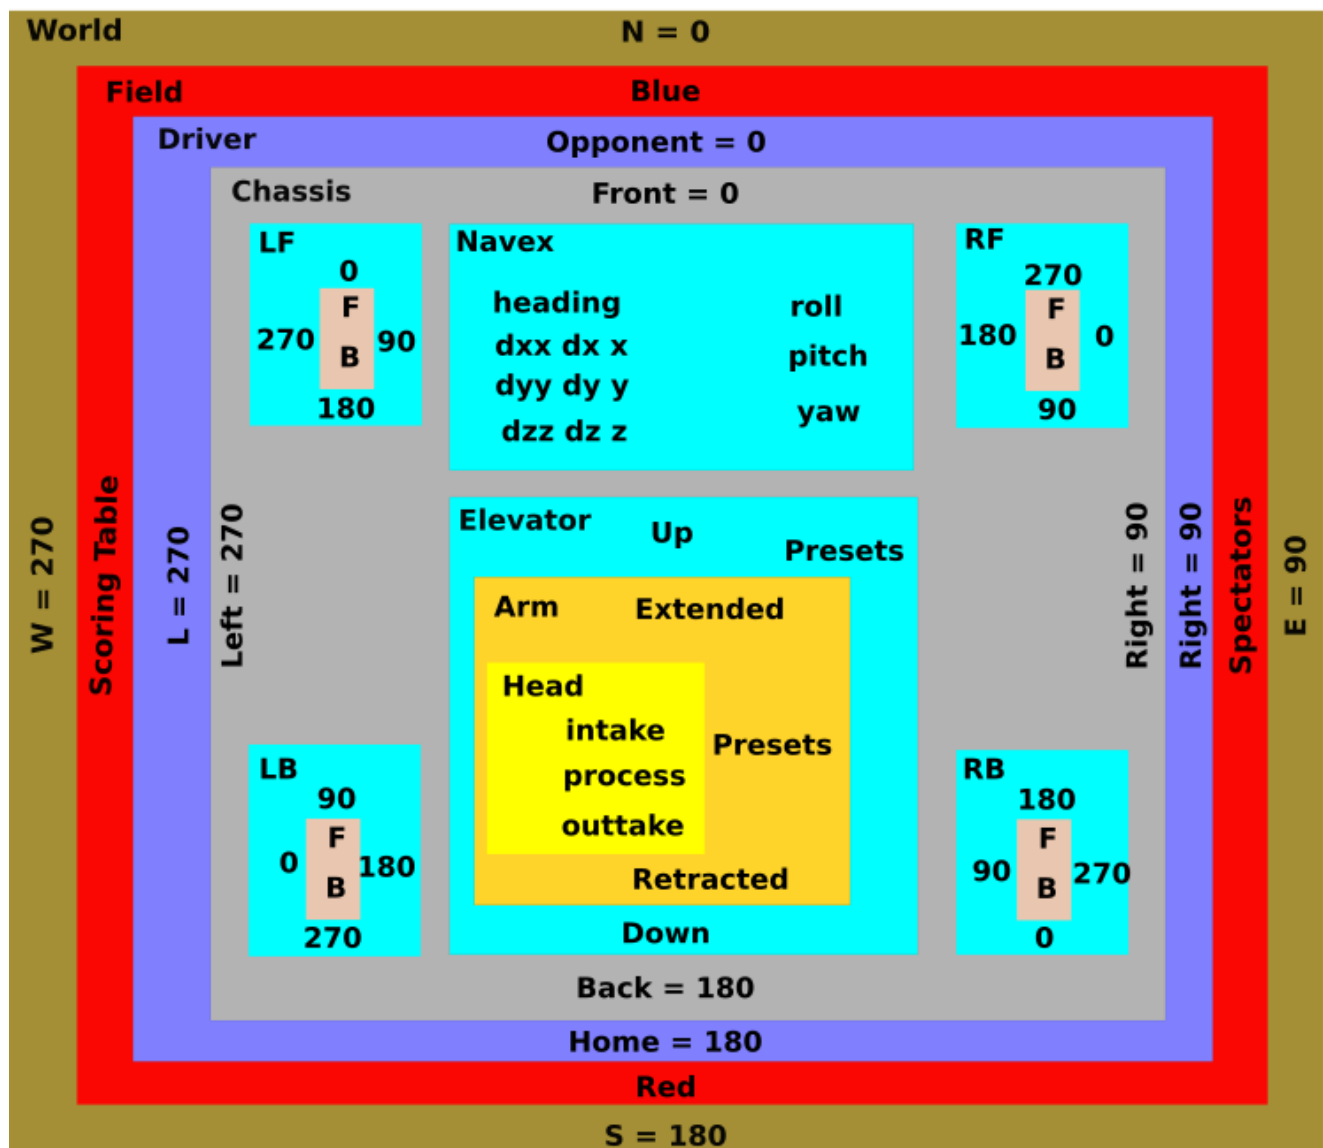 World
N = 0
Field
Blue
Driver
Opponent = 0
Chassis
Front = 0
LF
0
F
270
90
B
180
Navex
heading
roll
dxx dx x
pitch
dyy dy y
yaw
dzz dz z
RF
270
F
180
0
B
90
W = 270
Scoring Table
L = 270
Left = 270
Elevator
Up
Presets
Arm
Extended
Head
intake
process
outtake
Presets
Retracted
Down
Right = 90
Right = 90
Spectators
E = 90
LB
90
F
0
180
B
270
RB
180
F
90
270
B
0
Back = 180
Home = 180
Red
S = 180